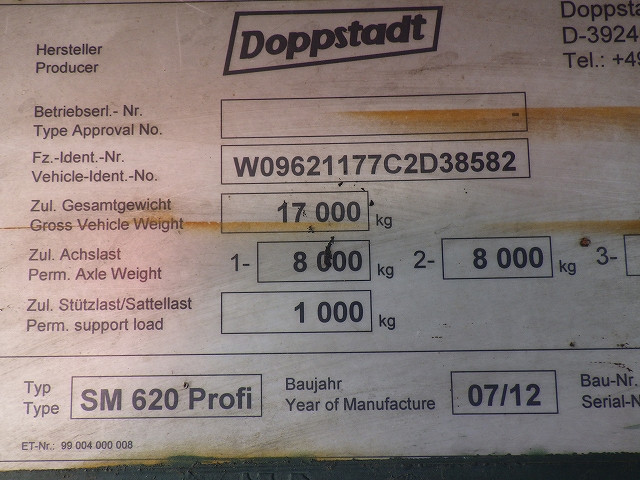 Doppstadt
Hersteller
Producer
D-3924
Tel.: +49
Betriebserl.- Nr.
Type Approval No.
Fz.-Ident.-Nr.
Vehicle-Ident.-No.
W09621177C2D38582
Zul. Gesamtgewicht
Gross Vehicle Weight
17 000 kg
Zul. Achslast
Perm. Axle Weight
1- 8 000 kg 2- 8 000 kg 3-
Zul. Stützlast/Sattellast
Perm. support load
1 000 kg
Typ
Type
SM 620 Profi
Baujahr
Year of Manufacture
07/12
Bau-Nr.
Serial-N
ET-Nr.: 99 004 000 008